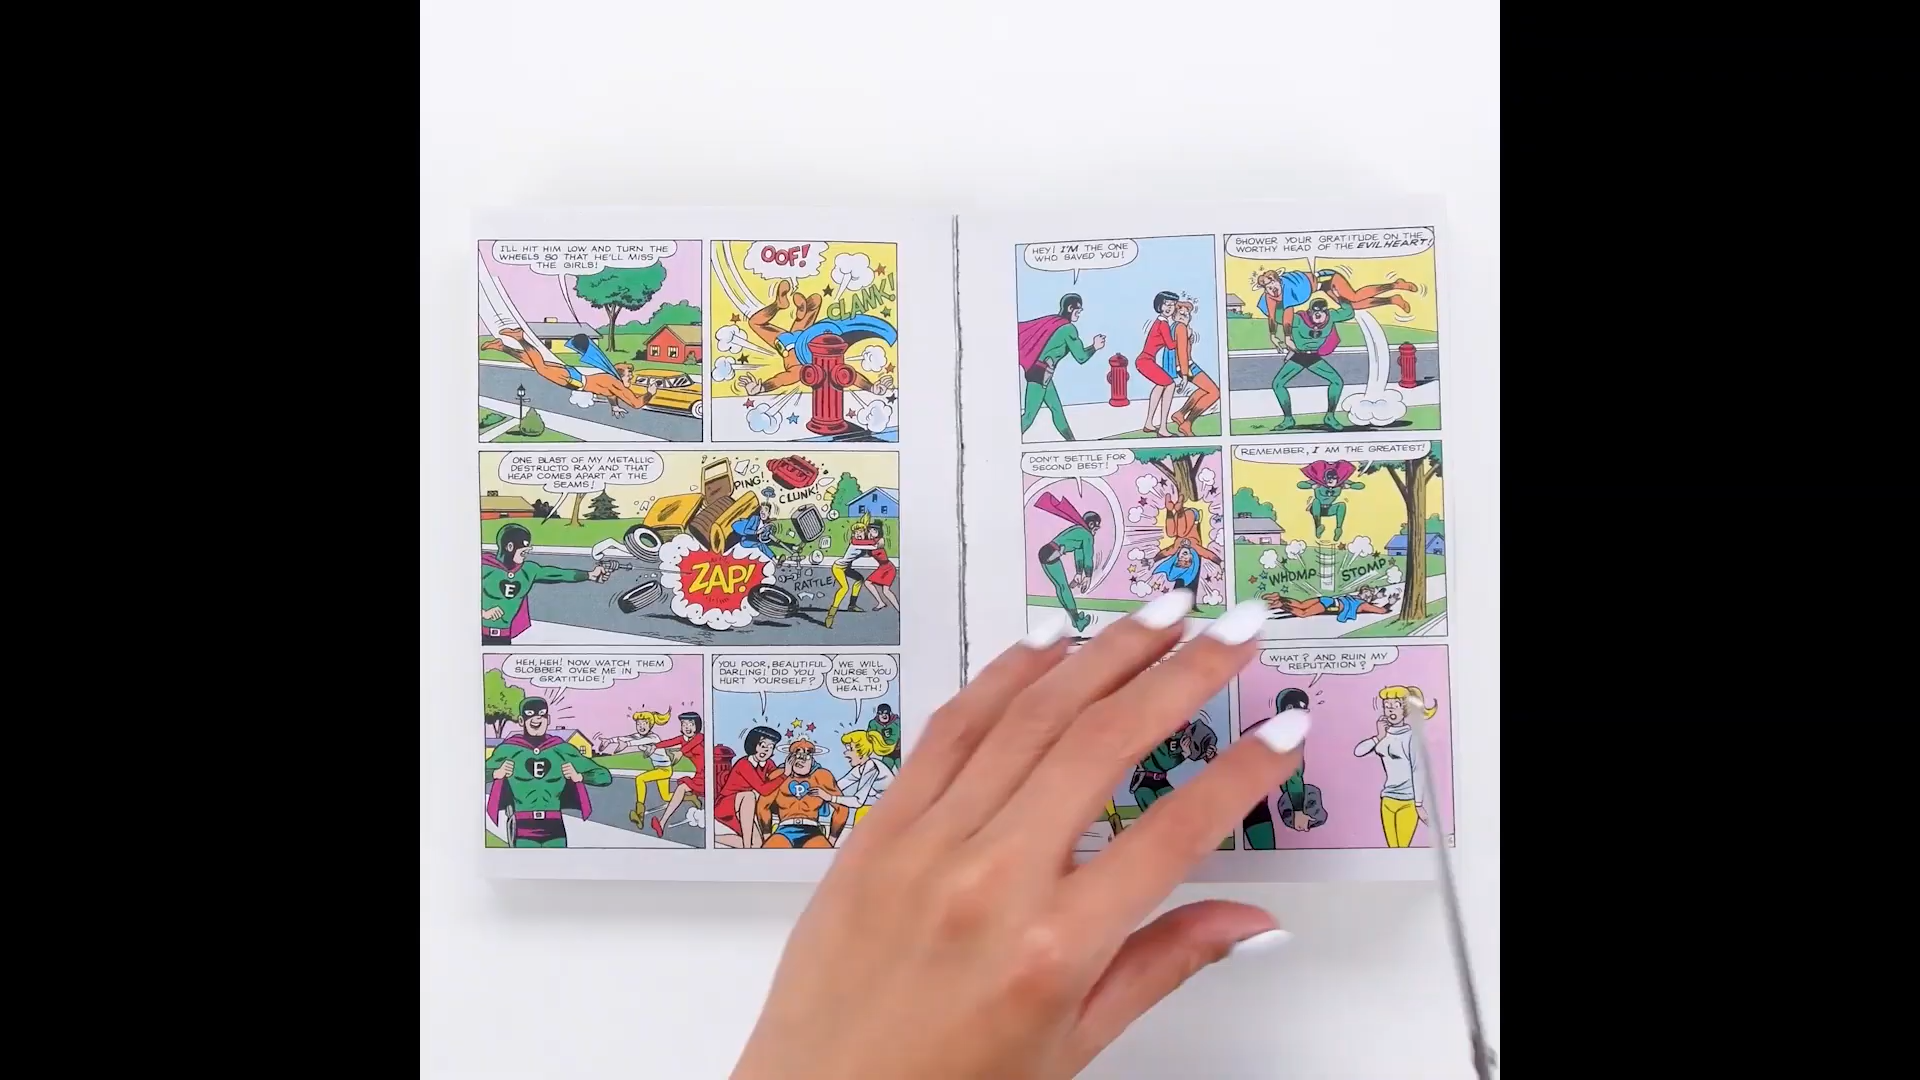 I'LL HIT HIM LOW AND TURN THE
WHEELS SO THAT HE'LL MISS
THE GIRLS!
OOF!
CLANK!
ONE BLAST OF MY METALLIC
DESTRUCTO RAY AND THAT
HEAP COMES APART AT THE
SEAMS!
PING!
CLUNK!
ZAP!
RATTLE
E
HEH, HEH! NOW WATCH THEM
SLOBBER OVER ME IN
GRATITUDE!
E
YOU POOR, BEAUTIFUL
DARLING! DID YOU
HURT YOURSELF?
WE WILL
NURSE YOU
BACK TO
HEALTH!
E
P
HEY! I'M THE ONE
WHO SAVED YOU!
SHOWER YOUR GRATITUDE ON THE
WORTHY HEAD OF THE EVILHEART!
DON'T SETTLE FOR
SECOND BEST!
REMEMBER, I AM THE GREATEST!
WHOMP
STOMP
E
WHAT? AND RUIN MY
REPUTATION?